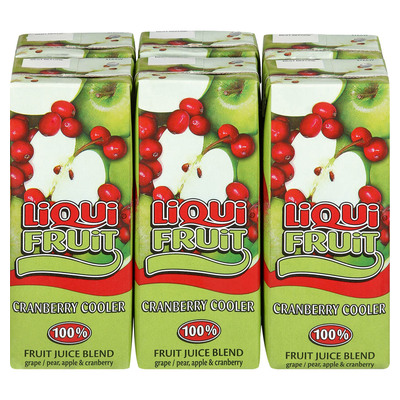 LiQUi
FRUiT
CRANBERRY COOLER
100%
FRUIT JUICE BLEND
grape / pear, apple & cranberry
LiQUi
FRUiT
CRANBERRY COOLER
100%
FRUIT JUICE BLEND
grape / pear, apple & cranberry
LiQUi
FRUiT
CRANBERRY COOLER
100%
FRUIT JUICE BLEND
grape / pear, apple & cranberry